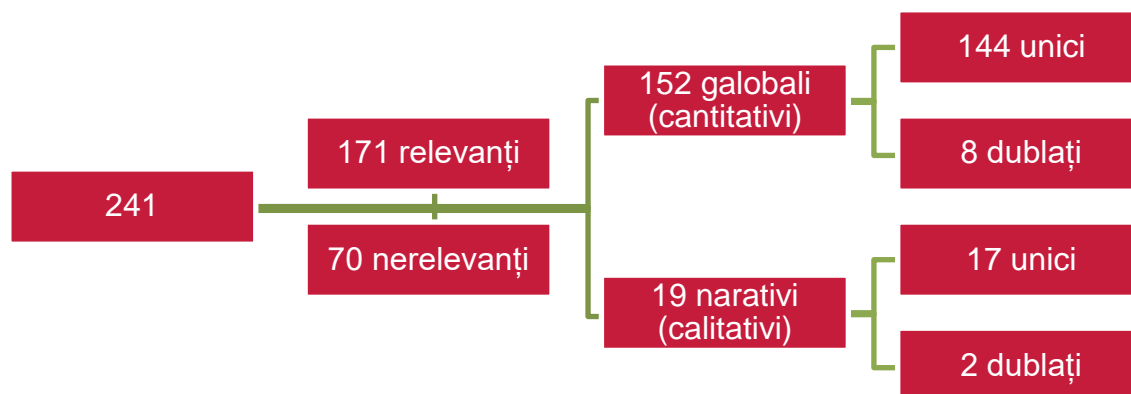 241
171 relevanți
70 nerelevanți
152 galobali
(cantitativi)
19 narativi
(calitativi)
144 unici
8 dublați
17 unici
2 dublați